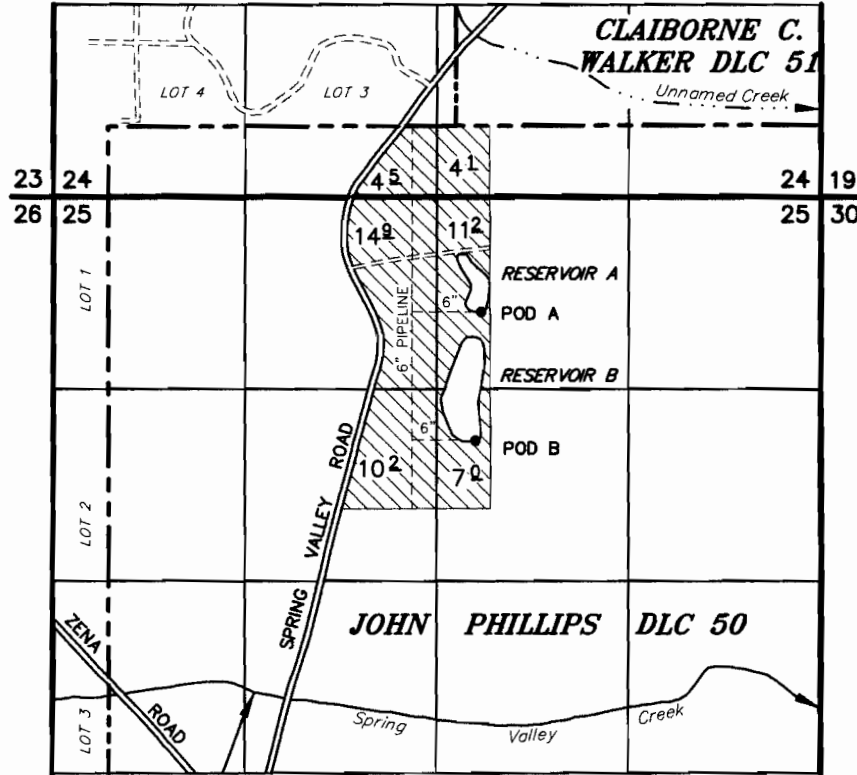 CLAIBORNE C.
WALKER DLC 51
Unnamed Creek
LOT 4
LOT 3
23 24
4 5
4 1
24 19
26 25
14 9
11 2
25 30
LOT 1
RESERVOIR A
6"
POD A
6" PIPELINE
RESERVOIR B
6"
POD B
10 2
7 0
LOT 2
SPRING VALLEY ROAD
JOHN PHILLIPS DLC 50
ZENA ROAD
LOT 3
Spring Valley Creek